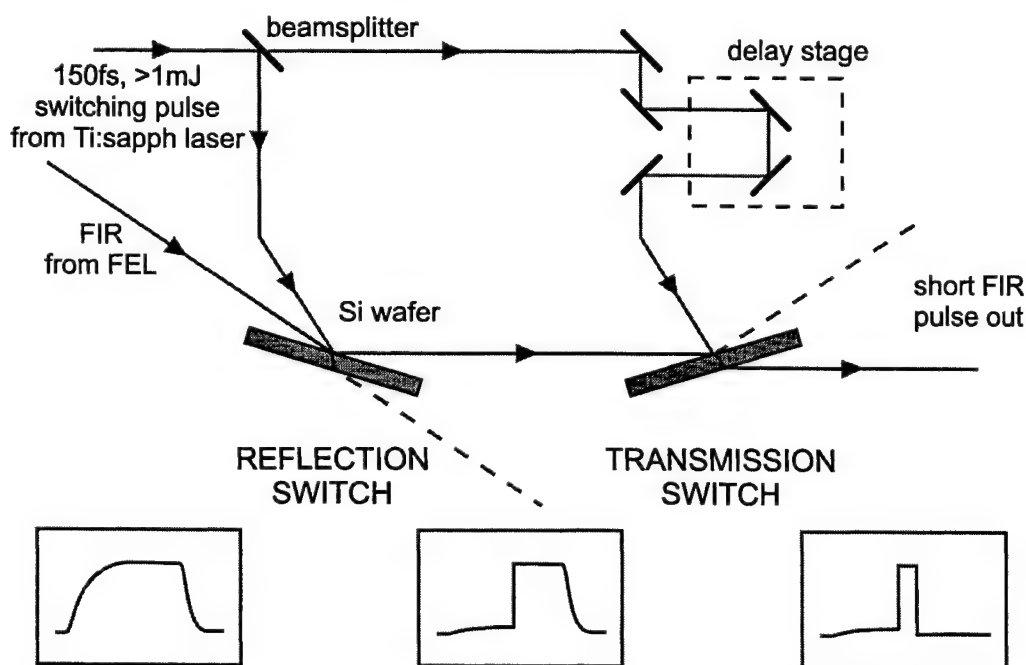 beamsplitter
delay stage
150fs, >1mJ
switching pulse
from Ti:sapph laser
FIR
from FEL
Si wafer
short FIR
pulse out
REFLECTION
SWITCH
TRANSMISSION
SWITCH